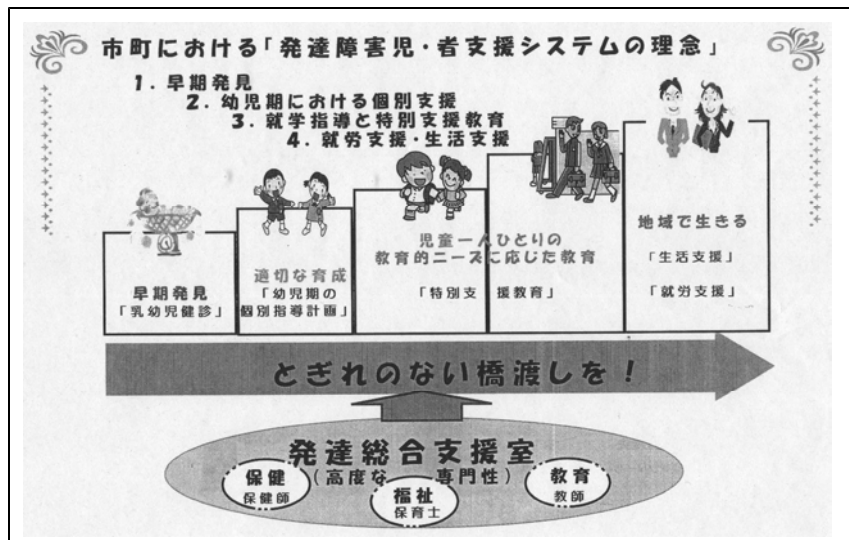 市町における「発達障害児・者支援システムの理念」
1．早期発見
2．幼児期における個別支援
3．就学指導と特別支援教育
4．就労支援・生活支援
早期発見
「乳幼児健診」
適切な育成
「幼児期の
個別指導計画」
児童一人ひとりの
教育的ニーズに応じた教育
「特別支援教育」
地域で生きる
「生活支援」
「就労支援」
とぎれのない橋渡しを！
発達総合支援室
(高度な 専門性)
保健
保健師
福祉
保育士
教育
教師